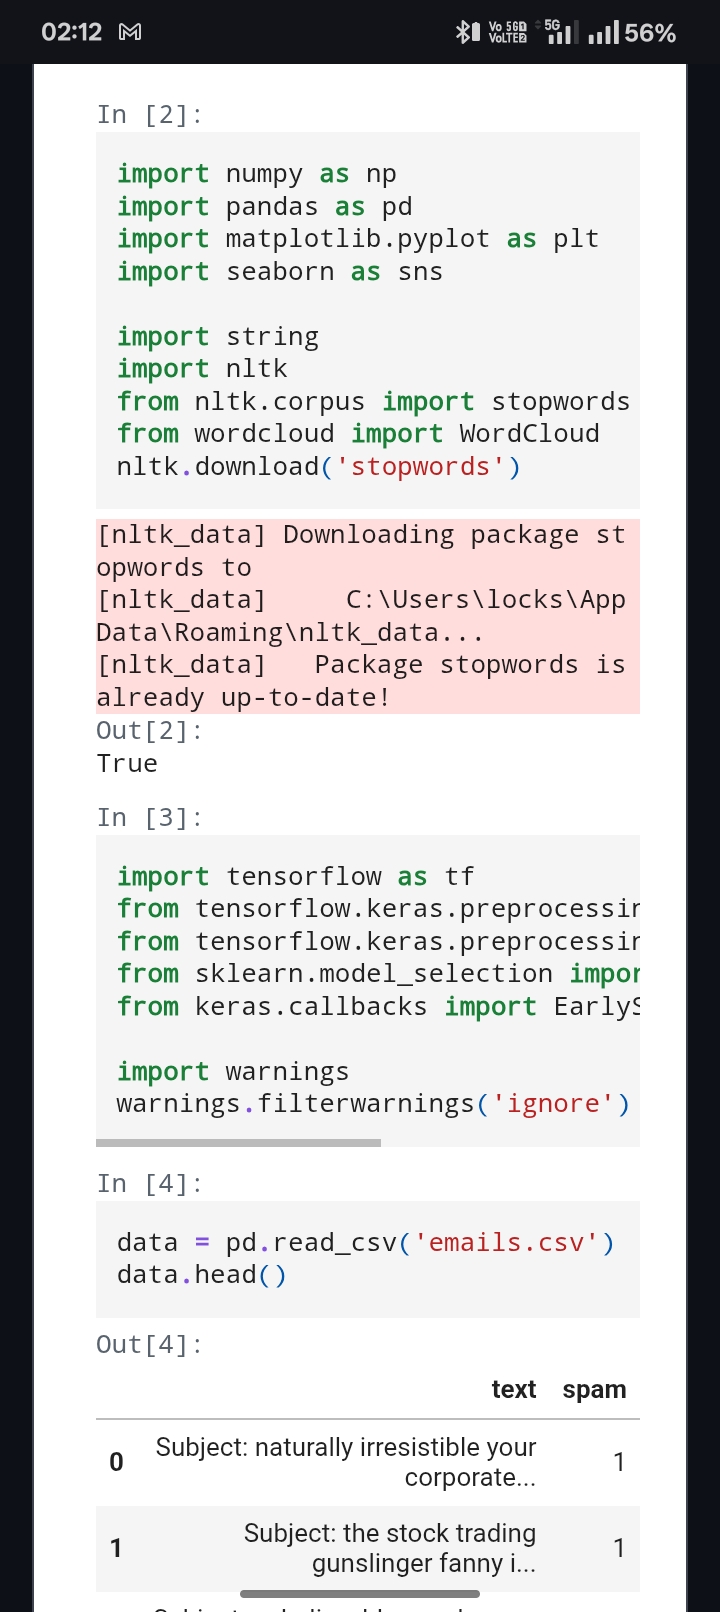 02:12
Vo 5G 1
VoLTE 2
5G
56%
In [2]:
import numpy as np
import pandas as pd
import matplotlib.pyplot as plt
import seaborn as sns
import string
import nltk
from nltk.corpus import stopwords
from wordcloud import WordCloud
nltk.download('stopwords')
[nltk_data] Downloading package st
opwords to
[nltk_data]     C:\Users\locks\App
Data\Roaming\nltk_data...
[nltk_data]   Package stopwords is
already up-to-date!
Out[2]:
True
In [3]:
import tensorflow as tf
from tensorflow.keras.preprocessin
from tensorflow.keras.preprocessin
from sklearn.model_selection impor
from keras.callbacks import EarlyS
import warnings
warnings.filterwarnings('ignore')
In [4]:
data = pd.read_csv('emails.csv')
data.head()
Out[4]:
text spam
0 Subject: naturally irresistible your 1
corporate...
1 Subject: the stock trading 1
gunslinger fanny i...